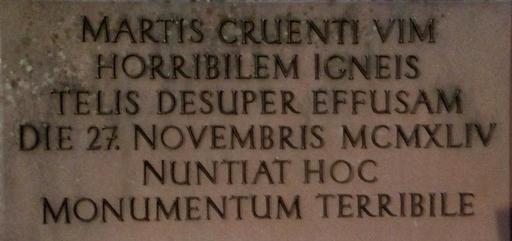 MARTIS CRUENTI VIM
HORRIBILEM IGNEIS
TELIS DESUPER EFFUSAM
DIE 27. NOVEMBRIS MCMXLIV
NUNTIAT HOC
MONUMENTUM TERRIBILE